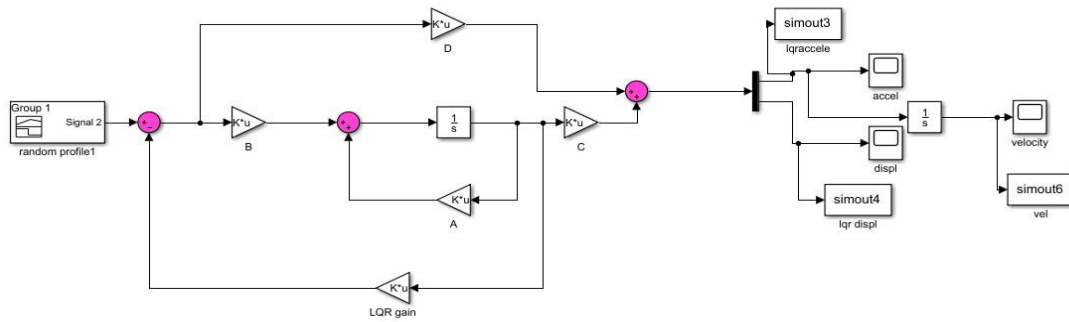 simout3
lqraccele
K*u
D
Group 1
Signal 2
random profile1
+
-
K*u
B
+
+
1
s
K*u
C
+
+
accel
1
s
velocity
displ
K*u
A
simout4
lqr displ
simout6
vel
K*u
LQR gain